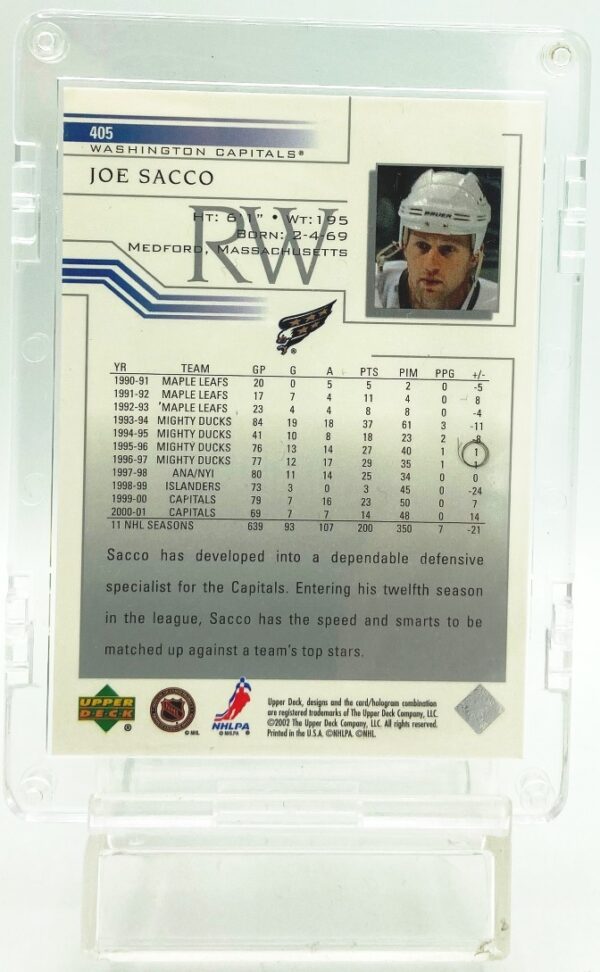 405
WASHINGTON CAPITALS®
JOE SACCO
RW
HT: 6'1" • WT: 195
BORN: 2-4-69
MEDFORD, MASSACHUSETTS
BAUER
®
YR TEAM GP G A PTS PIM PPG +/-
1990-91 MAPLE LEAFS 20 0 5 5 2 0 -5
1991-92 MAPLE LEAFS 17 7 4 11 4 0 8
1992-93 'MAPLE LEAFS 23 4 4 8 8 0 -4
1993-94 MIGHTY DUCKS 84 19 18 37 61 3 -11
1994-95 MIGHTY DUCKS 41 10 8 18 23 2 -8
1995-96 MIGHTY DUCKS 76 13 14 27 40 1 1
1996-97 MIGHTY DUCKS 77 12 17 29 35 1 1
1997-98 ANA/NYI 80 11 14 25 34 0 0
1998-99 ISLANDERS 73 3 0 3 45 0 -24
1999-00 CAPITALS 79 7 16 23 50 0 7
2000-01 CAPITALS 69 7 7 14 48 0 14
11 NHL SEASONS 639 93 107 200 350 7 -21
Sacco has developed into a dependable defensive
specialist for the Capitals. Entering his twelfth season
in the league, Sacco has the speed and smarts to be
matched up against a team's top stars.
UPPER
DECK
®
NHL
© NHL
NHLPA
© NHLPA
Upper Deck, designs and the card/hologram combination
are registered trademarks of The Upper Deck Company, LLC.
©2002 The Upper Deck Company, LLC. All rights reserved.
Printed in the U.S.A. ©NHLPA. ©NHL.